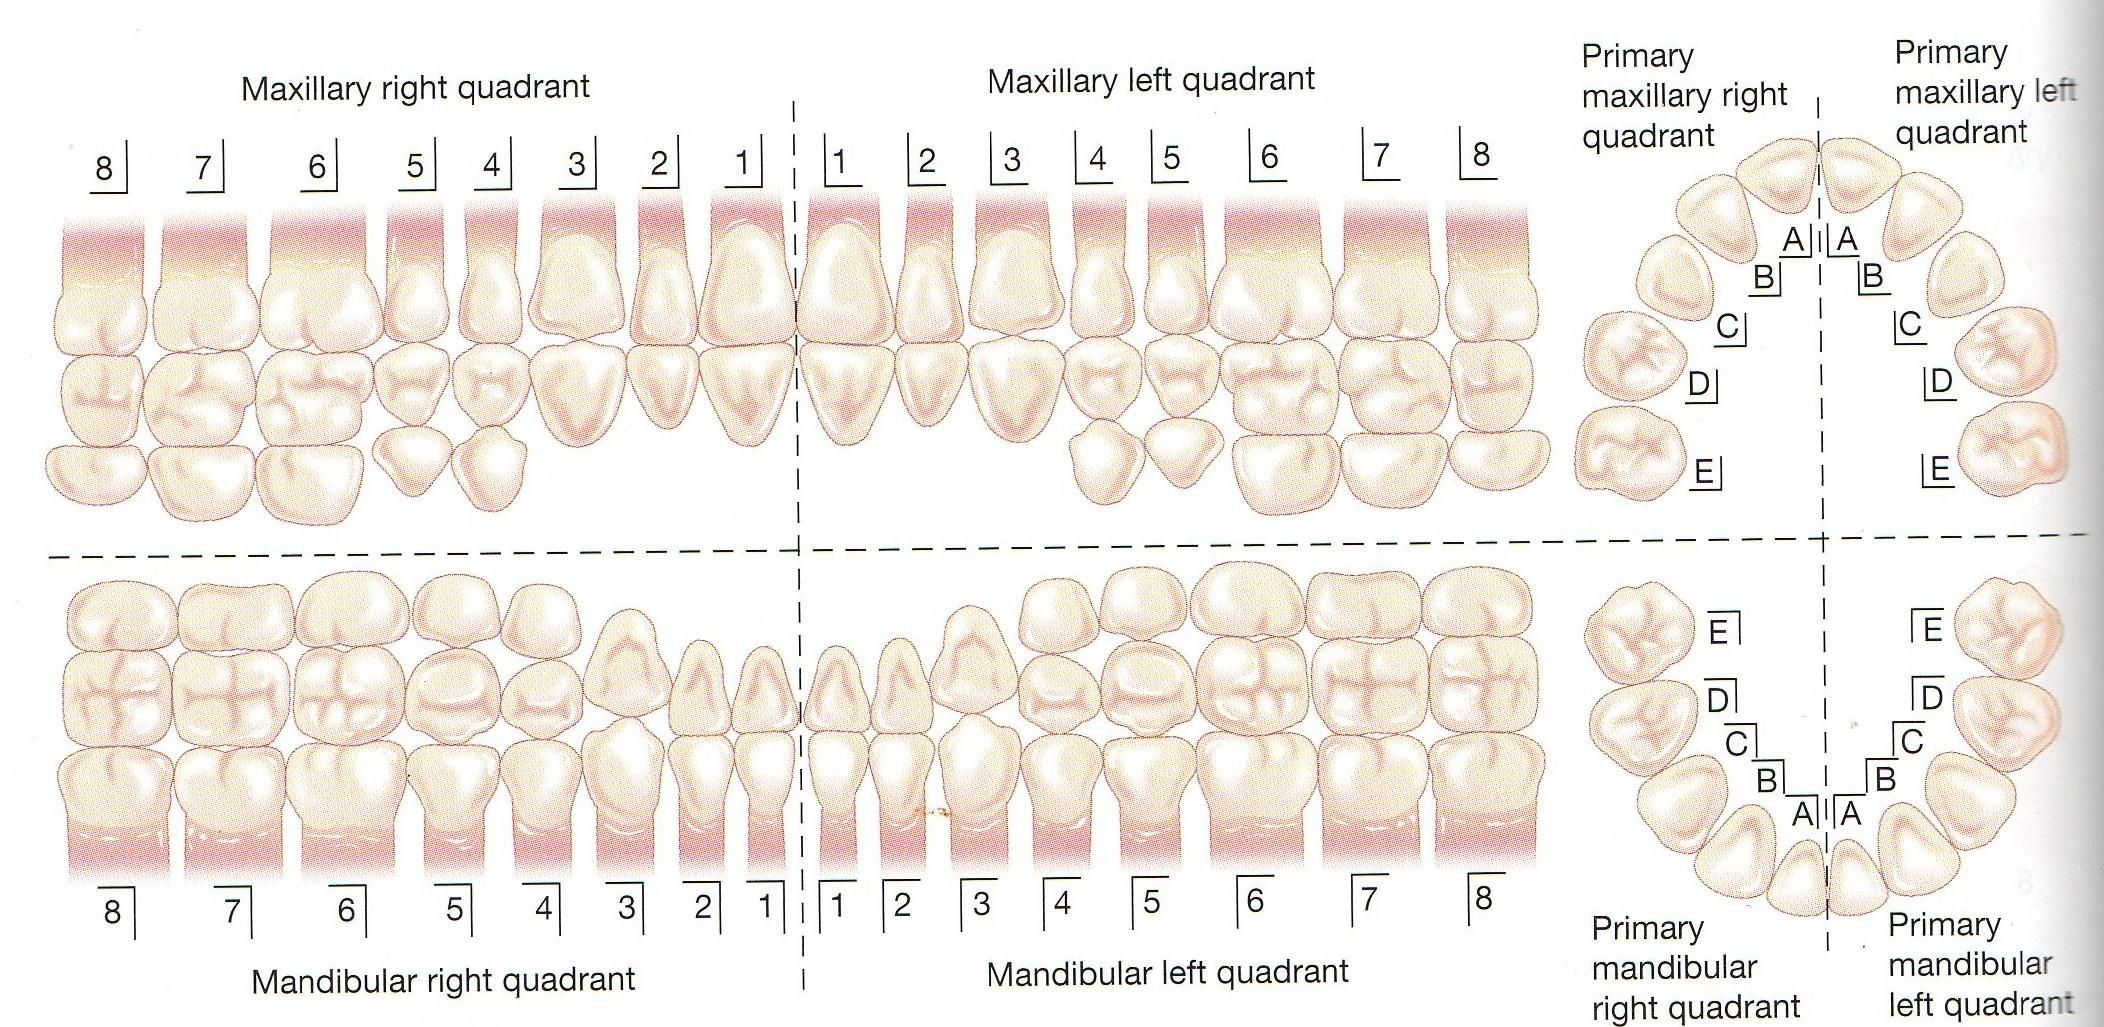 Maxillary right quadrant
Maxillary left quadrant
Primary
maxillary right
quadrant
Primary
maxillary left
quadrant
8 7 6 5 4 3 2 1 1 2 3 4 5 6 7 8
A A
B B
C C
D D
E E
E E
D D
C C
B B
A A
8 7 6 5 4 3 2 1 1 2 3 4 5 6 7 8
Mandibular right quadrant
Mandibular left quadrant
Primary
mandibular
right quadrant
Primary
mandibular
left quadrant